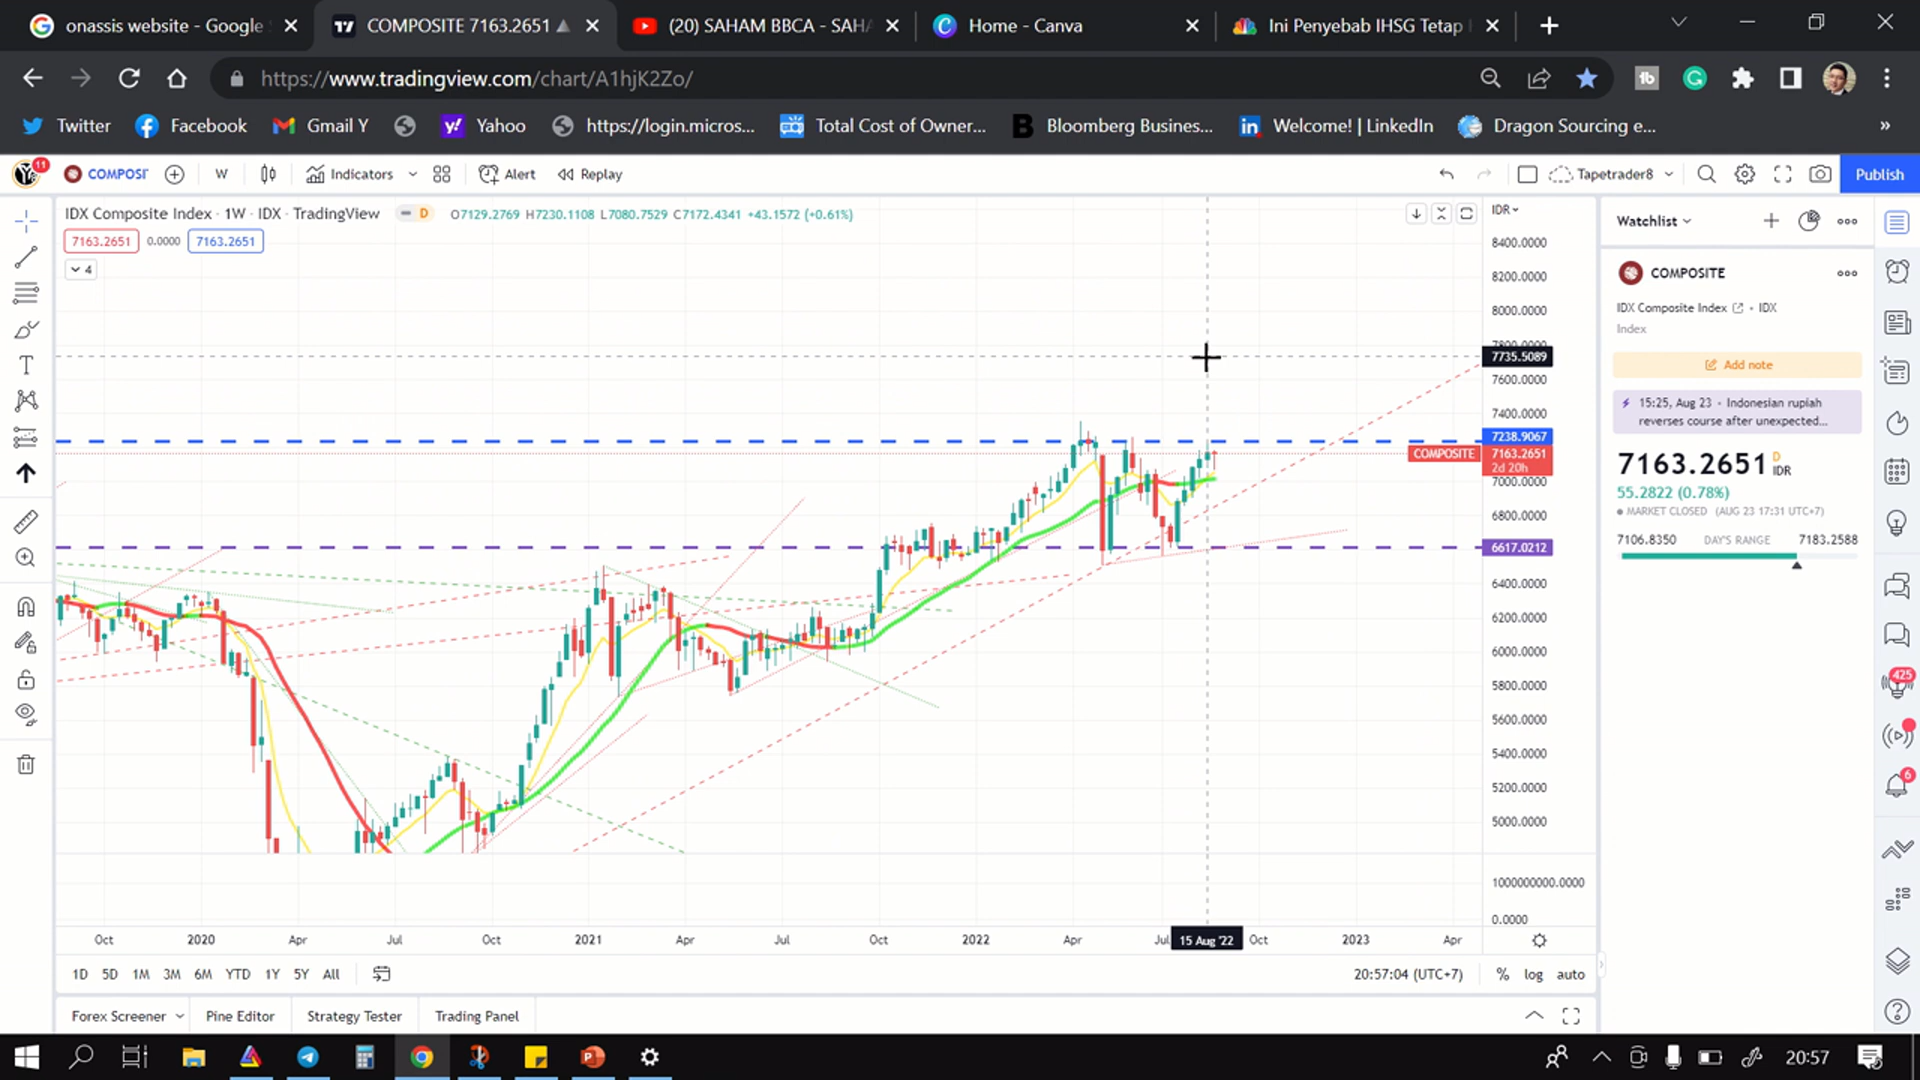 onassis website - Google
COMPOSITE 7163.2651
(20) SAHAM BBCA - SAHA
Home - Canva
Ini Penyebab IHSG Tetap
https://www.tradingview.com/chart/A1hjK2Zo/
Twitter
Facebook
Gmail Y
Yahoo
https://login.micros...
Total Cost of Owner...
Bloomberg Busines...
Welcome! | LinkedIn
Dragon Sourcing e...
»
11
COMPOSI
W
Indicators
Alert
Replay
Tapetrader8
Publish
IDX Composite Index · 1W · IDX · TradingView
D
O7129.2769 H7230.1108 L7080.7529 C7172.4341 +43.1572 (+0.61%)
7163.2651
0.0000
7163.2651
4
IDR
8400.0000
8200.0000
8000.0000
7735.5089
7600.0000
7400.0000
7238.9067
COMPOSITE
7163.2651
2d 20h
7000.0000
6800.0000
6617.0212
6400.0000
6200.0000
6000.0000
5800.0000
5600.0000
5400.0000
5200.0000
5000.0000
1000000000.0000
0.0000
Oct
2020
Apr
Jul
Oct
2021
Apr
Jul
Oct
2022
Apr
Jul
15 Aug '22
Oct
2023
Apr
1D
5D
1M
3M
6M
YTD
1Y
5Y
All
20:57:04 (UTC+7)
%
log
auto
Forex Screener
Pine Editor
Strategy Tester
Trading Panel
Watchlist
COMPOSITE
IDX Composite Index · IDX
Index
Add note
15:25, Aug 23 · Indonesian rupiah
reverses course after unexpected...
7163.2651 D IDR
55.2822 (0.78%)
MARKET CLOSED (AUG 23 17:31 UTC+7)
7106.8350 DAY'S RANGE 7183.2588
425
6
20:57